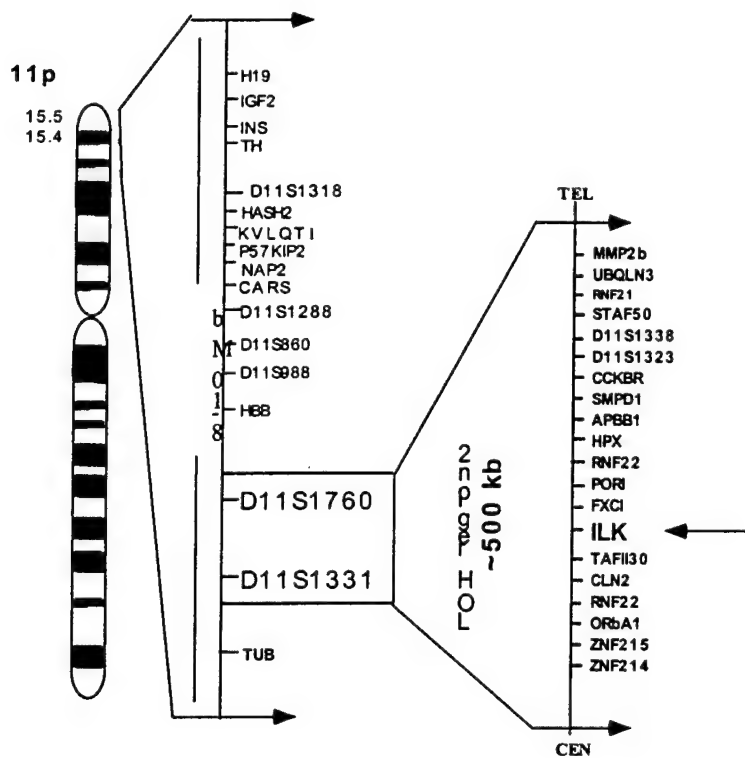 11p
15.5
15.4
H19
IGF2
INS
TH
D11S1318
HASH2
KVLQTI
P57KIP2
NAP2
CARS
D11S1288
D11S860
D11S988
HBB
D11S1760
D11S1331
TUB
~500 kb
TEL
MMP2b
UBQLN3
RNF21
STAF50
D11S1338
D11S1323
CCKBR
SMPD1
APBB1
HPX
RNF22
PORI
FXCI
ILK
TAFII30
CLN2
RNF22
ORbA1
ZNF215
ZNF214
CEN